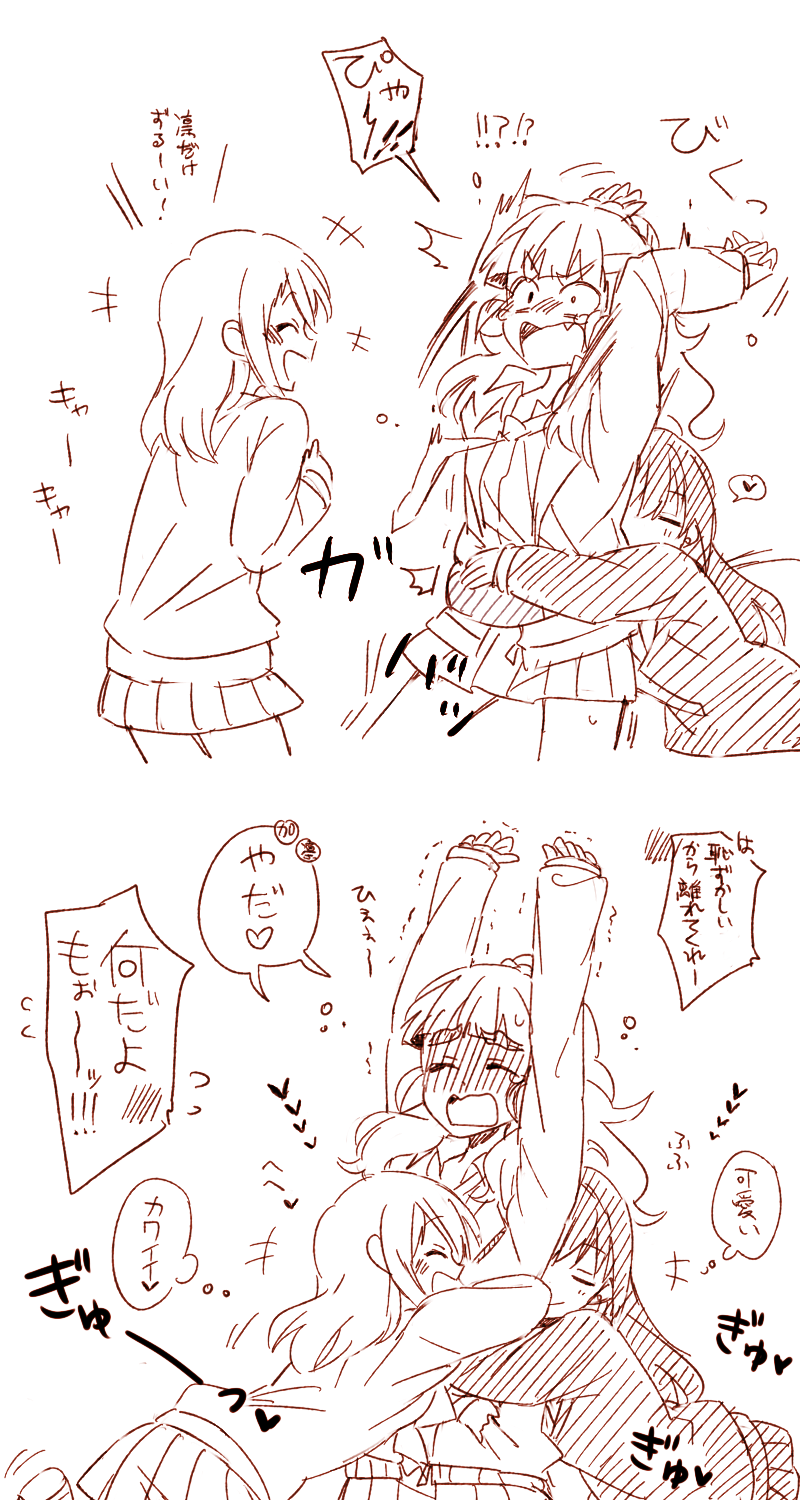 びくっ
!!?!?
ぴゃ
凛だけ
ずるーい!
キャー
キャー
ガ
バッ
は
恥ずかしい
から離れてくれー
ひぇぇ〜
加
凛
やだ♡
何だよ
もぉ〜〜ッ!!!
可愛い
ふふ
カワイイ♥
ぎゅーっ♥
ぎゅ♥
ぎゅ♥